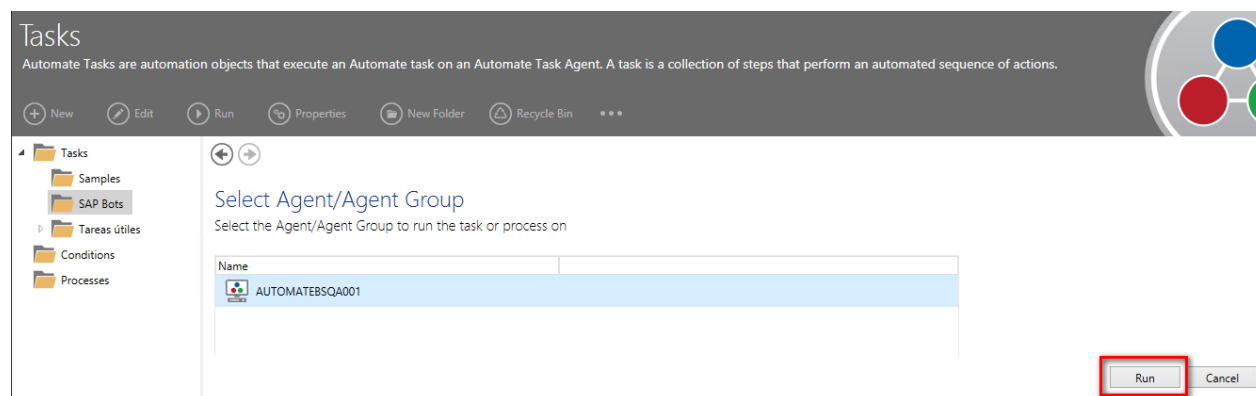 Tasks
Automate Tasks are automation objects that execute an Automate task on an Automate Task Agent. A task is a collection of steps that perform an automated sequence of actions.
New Edit Run Properties New Folder Recycle Bin
Tasks
Samples
SAP Bots
Tareas útiles
Conditions
Processes
Select Agent/Agent Group
Select the Agent/Agent Group to run the task or process on
Name
AUTOMATEBSQA001
Run Cancel